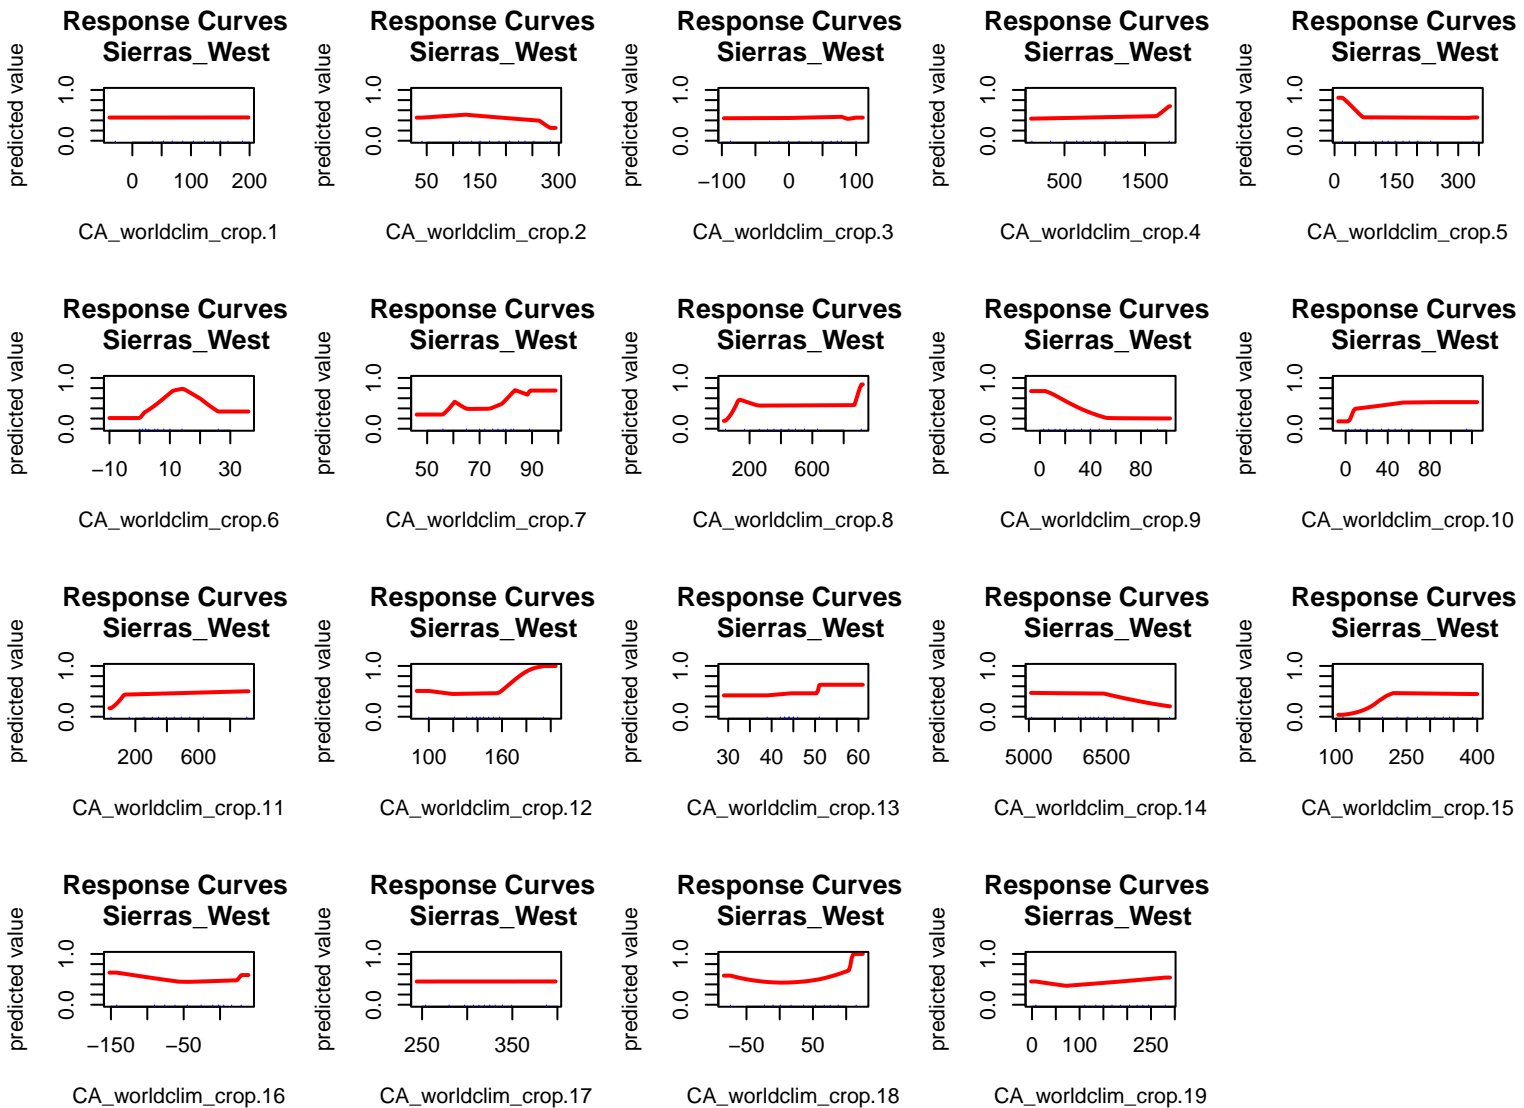 Response Curves
Sierras_West
predicted value
0.0 1.0
0 100 200
CA_worldclim_crop.1
Response Curves
Sierras_West
predicted value
0.0 1.0
50 150 300
CA_worldclim_crop.2
Response Curves
Sierras_West
predicted value
0.0 1.0
−100 0 100
CA_worldclim_crop.3
Response Curves
Sierras_West
predicted value
0.0 1.0
500 1500
CA_worldclim_crop.4
Response Curves
Sierras_West
predicted value
0.0 1.0
0 150 300
CA_worldclim_crop.5
Response Curves
Sierras_West
predicted value
0.0 1.0
−10 10 30
CA_worldclim_crop.6
Response Curves
Sierras_West
predicted value
0.0 1.0
50 70 90
CA_worldclim_crop.7
Response Curves
Sierras_West
predicted value
0.0 1.0
200 600
CA_worldclim_crop.8
Response Curves
Sierras_West
predicted value
0.0 1.0
0 40 80
CA_worldclim_crop.9
Response Curves
Sierras_West
predicted value
0.0 1.0
0 40 80
CA_worldclim_crop.10
Response Curves
Sierras_West
predicted value
0.0 1.0
200 600
CA_worldclim_crop.11
Response Curves
Sierras_West
predicted value
0.0 1.0
100 160
CA_worldclim_crop.12
Response Curves
Sierras_West
predicted value
0.0 1.0
30 40 50 60
CA_worldclim_crop.13
Response Curves
Sierras_West
predicted value
0.0 1.0
5000 6500
CA_worldclim_crop.14
Response Curves
Sierras_West
predicted value
0.0 1.0
100 250 400
CA_worldclim_crop.15
Response Curves
Sierras_West
predicted value
0.0 1.0
−150 −50
CA_worldclim_crop.16
Response Curves
Sierras_West
predicted value
0.0 1.0
250 350
CA_worldclim_crop.17
Response Curves
Sierras_West
predicted value
0.0 1.0
−50 50
CA_worldclim_crop.18
Response Curves
Sierras_West
predicted value
0.0 1.0
0 100 250
CA_worldclim_crop.19